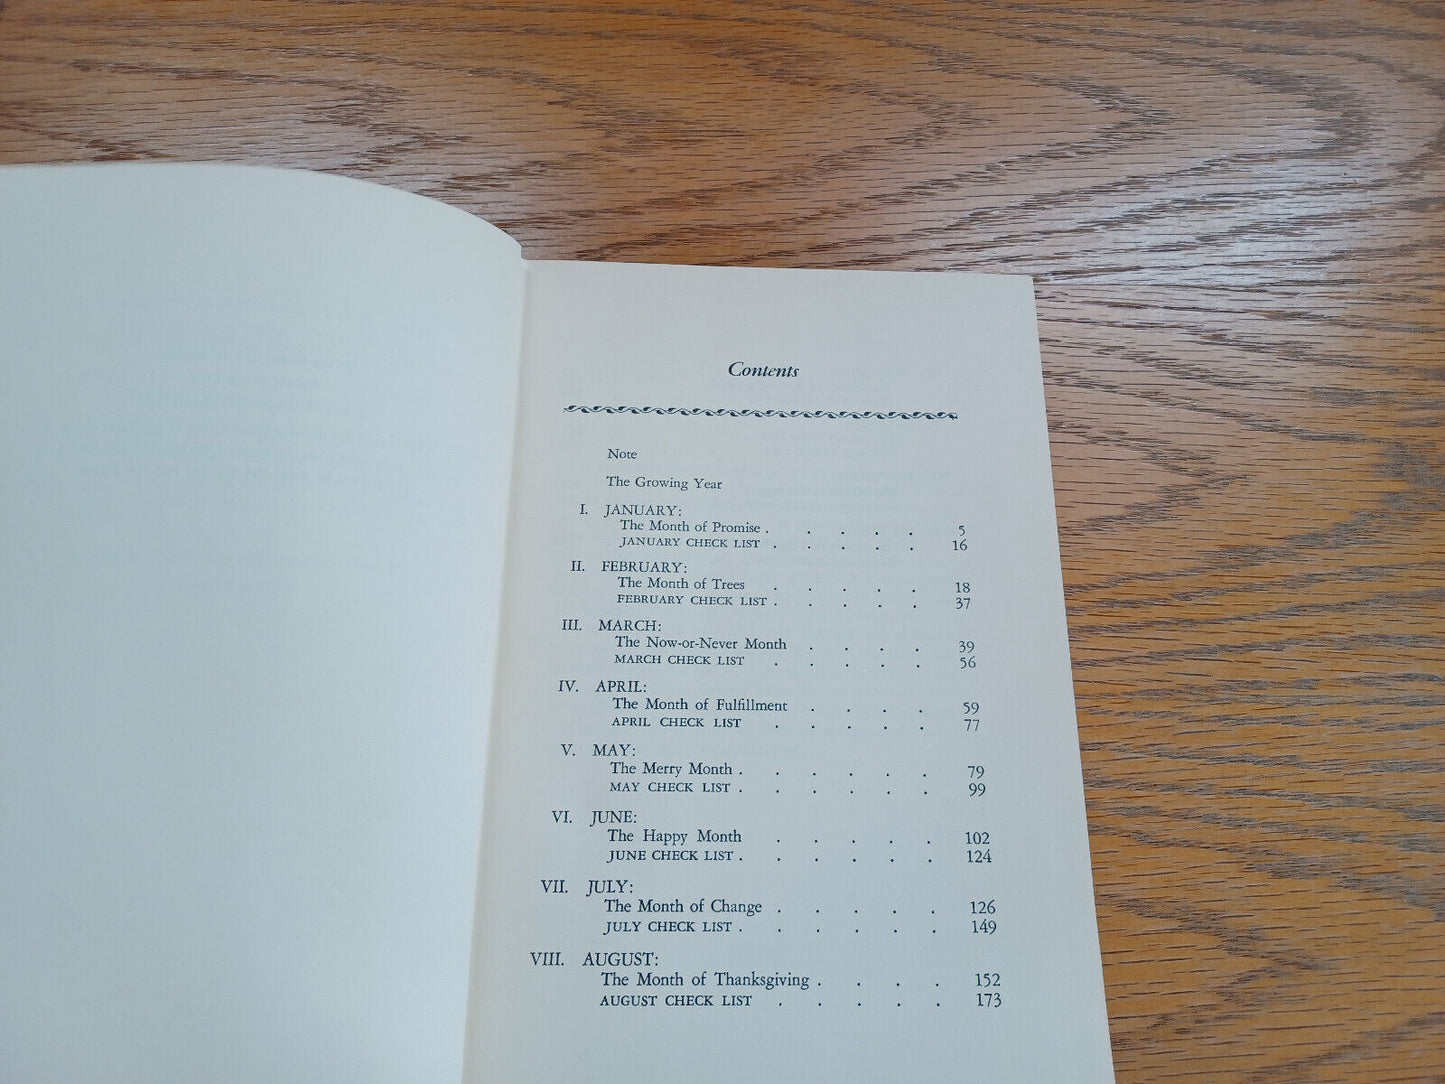 Contents
Note
The Growing Year
I. JANUARY:
The Month of Promise . . . . . 5
JANUARY CHECK LIST . . . . . 16
II. FEBRUARY:
The Month of Trees . . . . . 18
FEBRUARY CHECK LIST . . . . . 37
III. MARCH:
The Now-or-Never Month . . . . 39
MARCH CHECK LIST . . . . . 56
IV. APRIL:
The Month of Fulfillment . . . . 59
APRIL CHECK LIST . . . . . 77
V. MAY:
The Merry Month . . . . . . 79
MAY CHECK LIST . . . . . . 99
VI. JUNE:
The Happy Month . . . . . 102
JUNE CHECK LIST . . . . . . 124
VII. JULY:
The Month of Change . . . . . 126
JULY CHECK LIST . . . . . . 149
VIII. AUGUST:
The Month of Thanksgiving . . . . 152
AUGUST CHECK LIST . . . . . 173